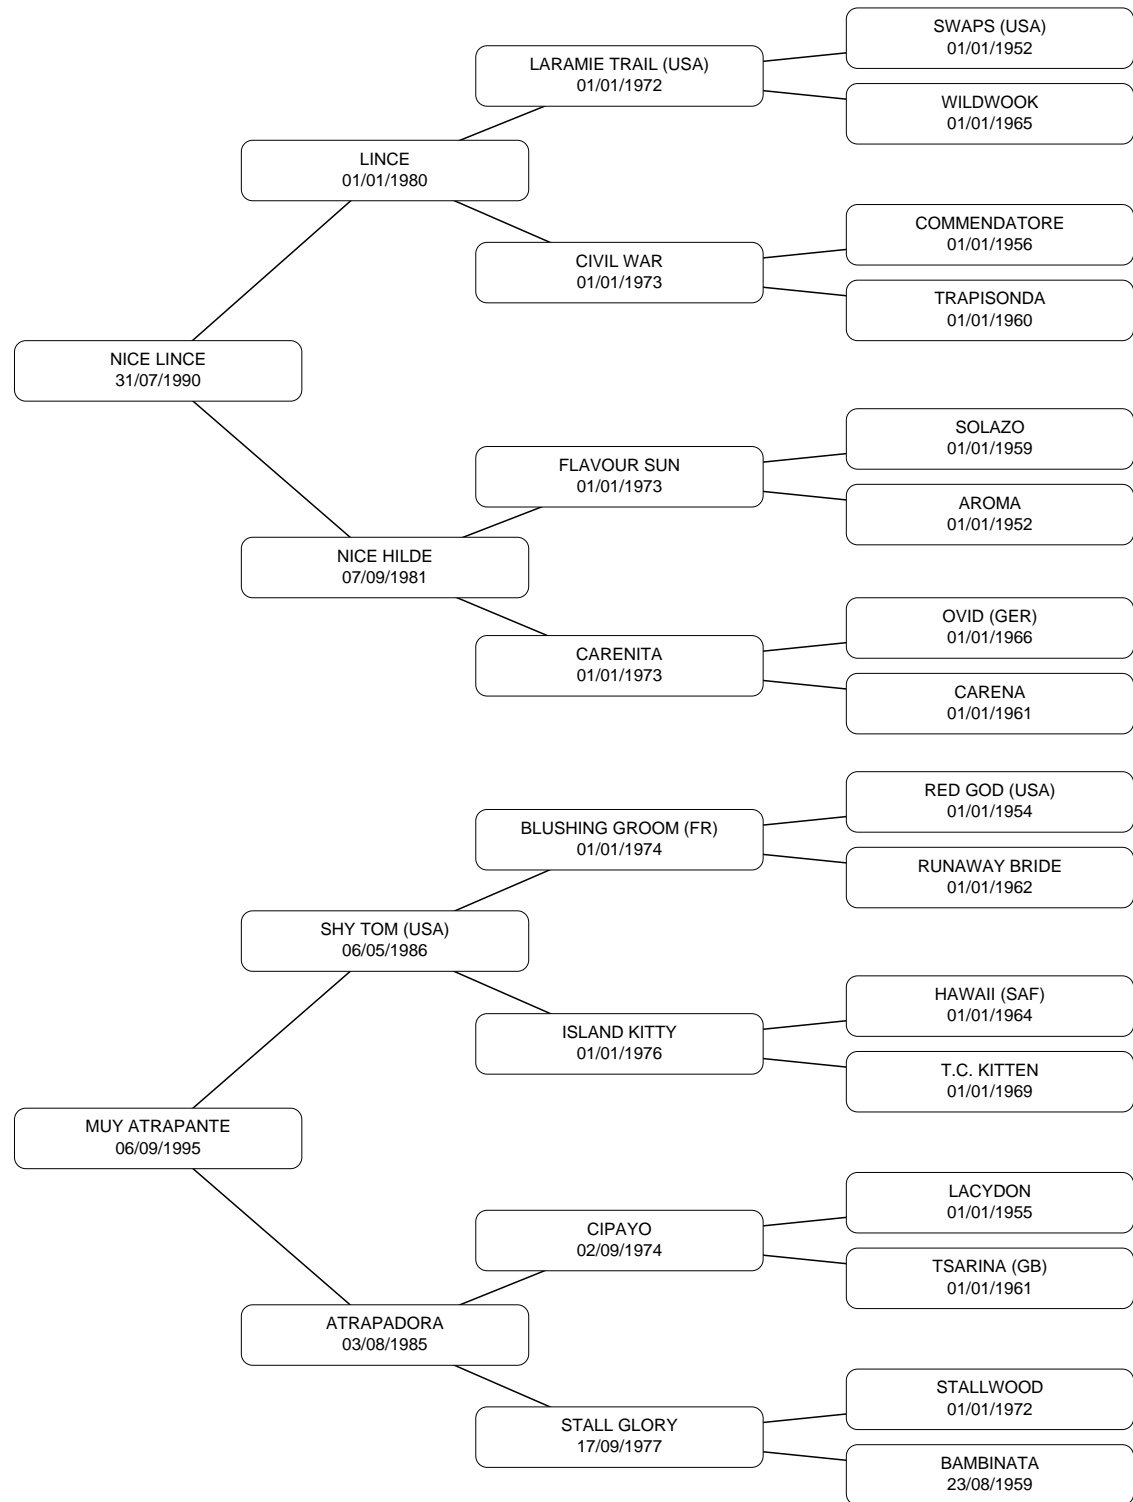 SWAPS (USA)
01/01/1952
LARAMIE TRAIL (USA)
01/01/1972
WILDWOOK
01/01/1965
LINCE
01/01/1980
COMMENDATORE
01/01/1956
CIVIL WAR
01/01/1973
TRAPISONDA
01/01/1960
NICE LINCE
31/07/1990
SOLAZO
01/01/1959
FLAVOUR SUN
01/01/1973
AROMA
01/01/1952
NICE HILDE
07/09/1981
OVID (GER)
01/01/1966
CARENITA
01/01/1973
CARENA
01/01/1961
RED GOD (USA)
01/01/1954
BLUSHING GROOM (FR)
01/01/1974
RUNAWAY BRIDE
01/01/1962
SHY TOM (USA)
06/05/1986
HAWAII (SAF)
01/01/1964
ISLAND KITTY
01/01/1976
T.C. KITTEN
01/01/1969
MUY ATRAPANTE
06/09/1995
LACYDON
01/01/1955
CIPAYO
02/09/1974
TSARINA (GB)
01/01/1961
ATRAPADORA
03/08/1985
STALLWOOD
01/01/1972
STALL GLORY
17/09/1977
BAMBINATA
23/08/1959